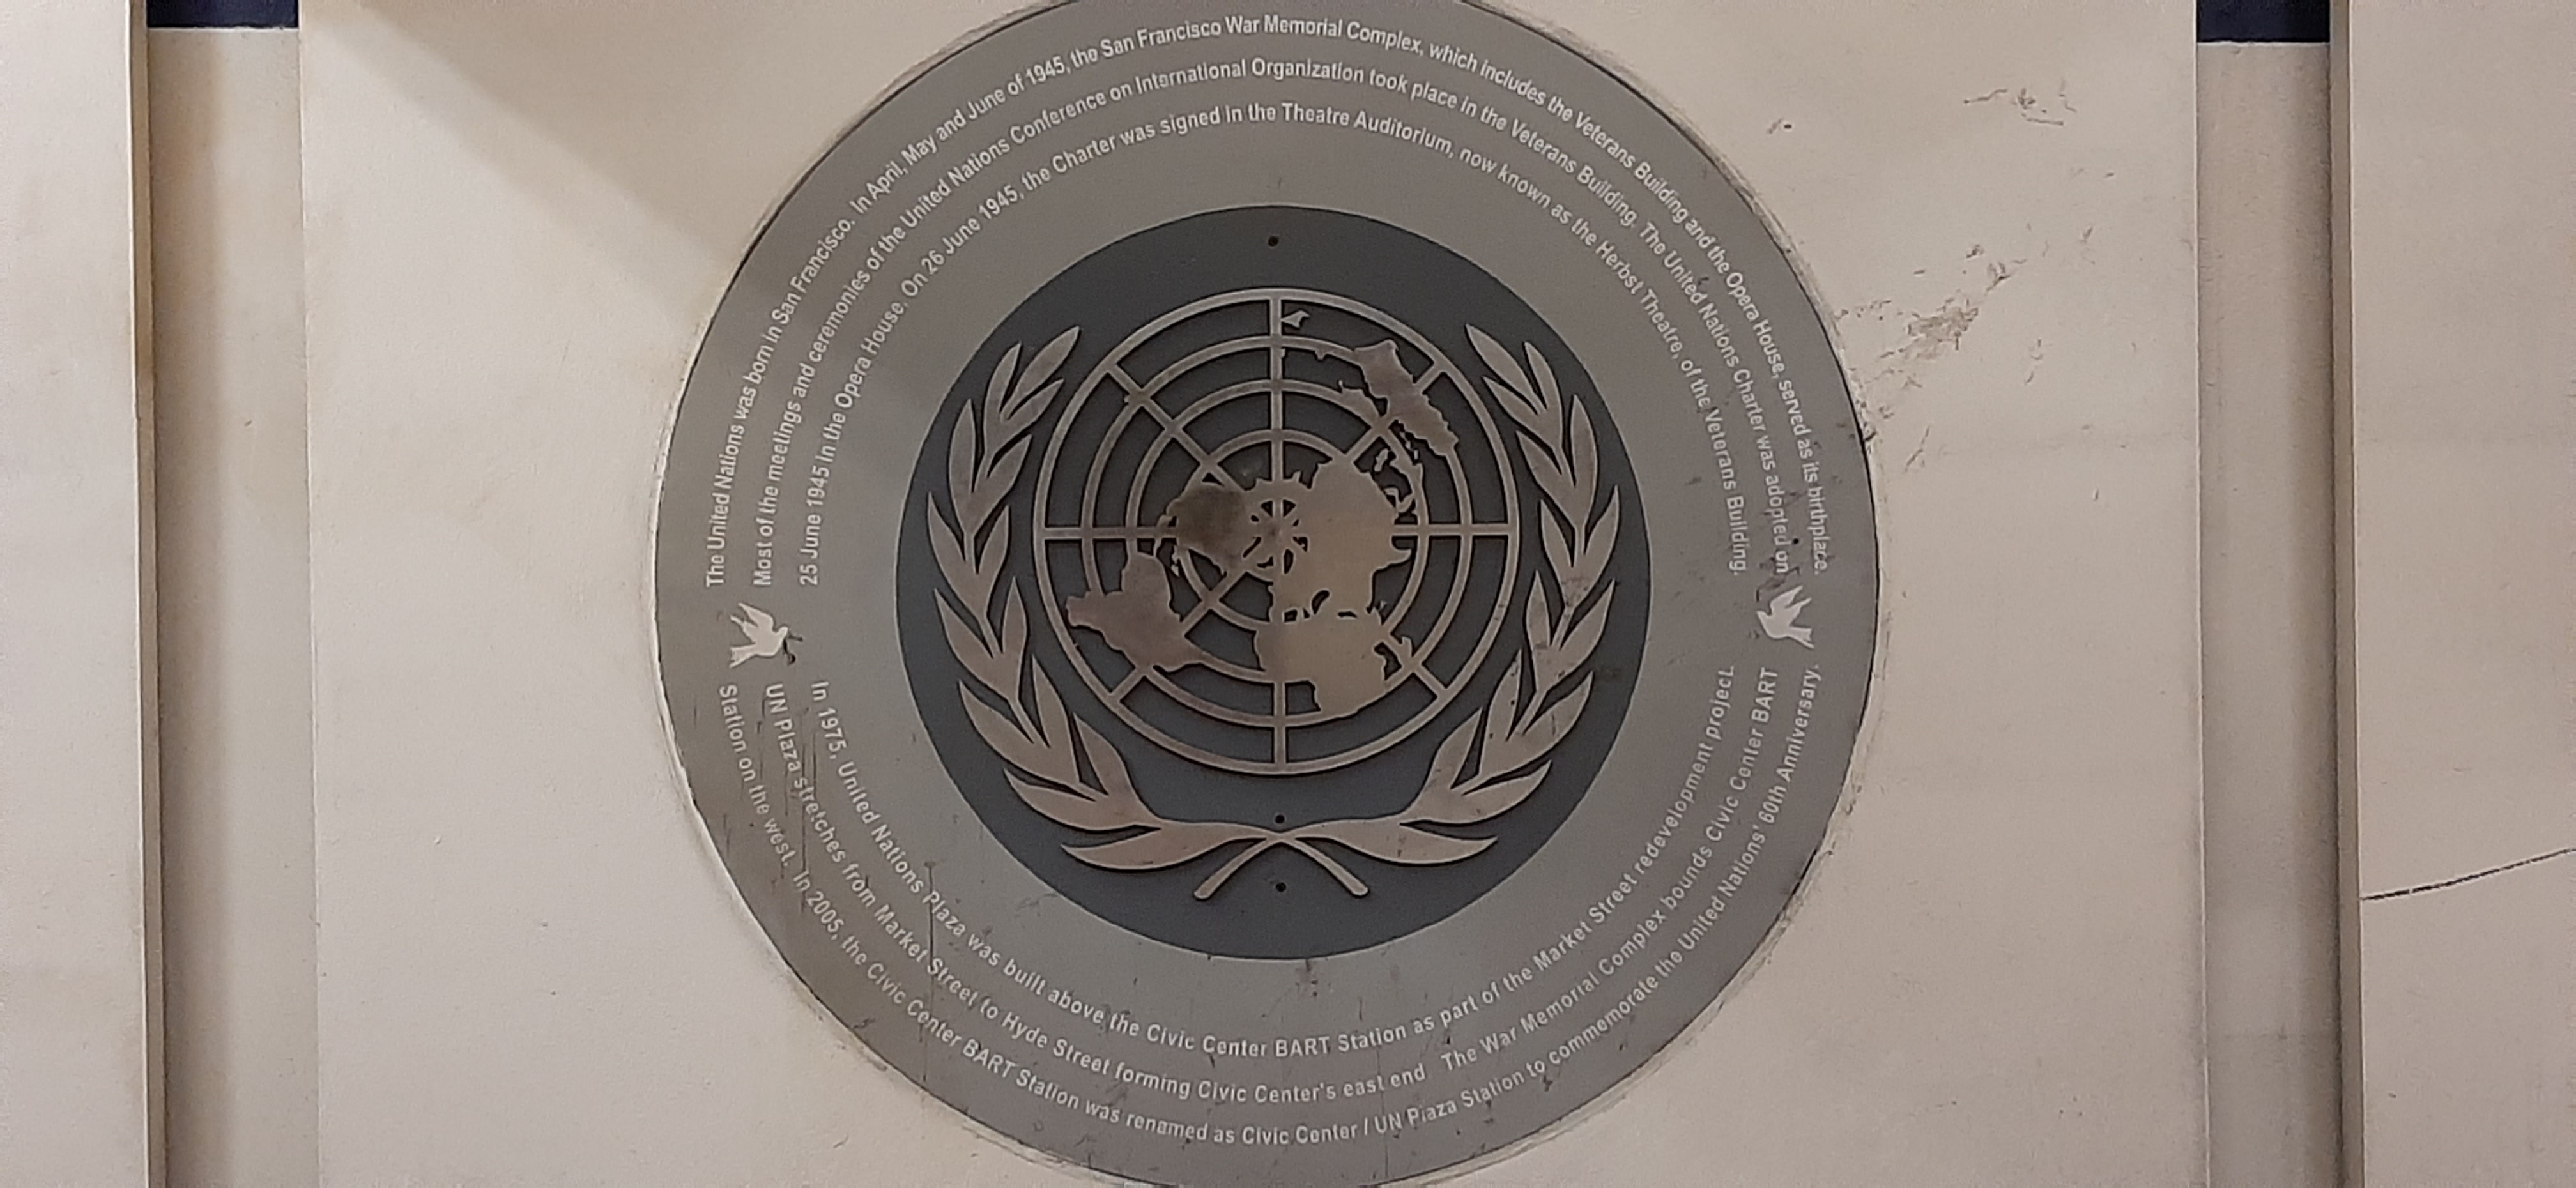 The United Nations was born in San Francisco. In April, May and June of 1945, the San Francisco War Memorial Complex, which includes the Veterans Building and the Opera House, served as its birthplace.
Most of the meetings and ceremonies of the United Nations Conference on International Organization took place in the Veterans Building. The United Nations Charter was adopted on
25 June 1945 in the Opera House. On 26 June 1945, the Charter was signed in the Theatre Auditorium, now known as the Herbst Theatre, of the Veterans Building.
In 1975, United Nations Plaza was built above the Civic Center BART Station as part of the Market Street redevelopment project.
UN Plaza stretches from Market Street to Hyde Street forming Civic Center's east end The War Memorial Complex bounds Civic Center BART
Station on the west. In 2005, the Civic Center BART Station was renamed as Civic Center / UN Plaza Station to commemorate the United Nations' 60th Anniversary.